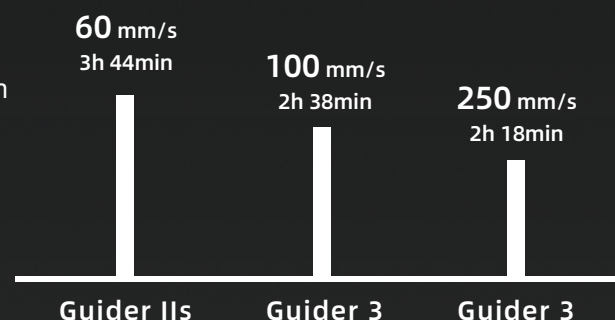 60 mm/s
3h 44min
100 mm/s
2h 38min
250 mm/s
2h 18min
Guider IIs
Guider 3
Guider 3